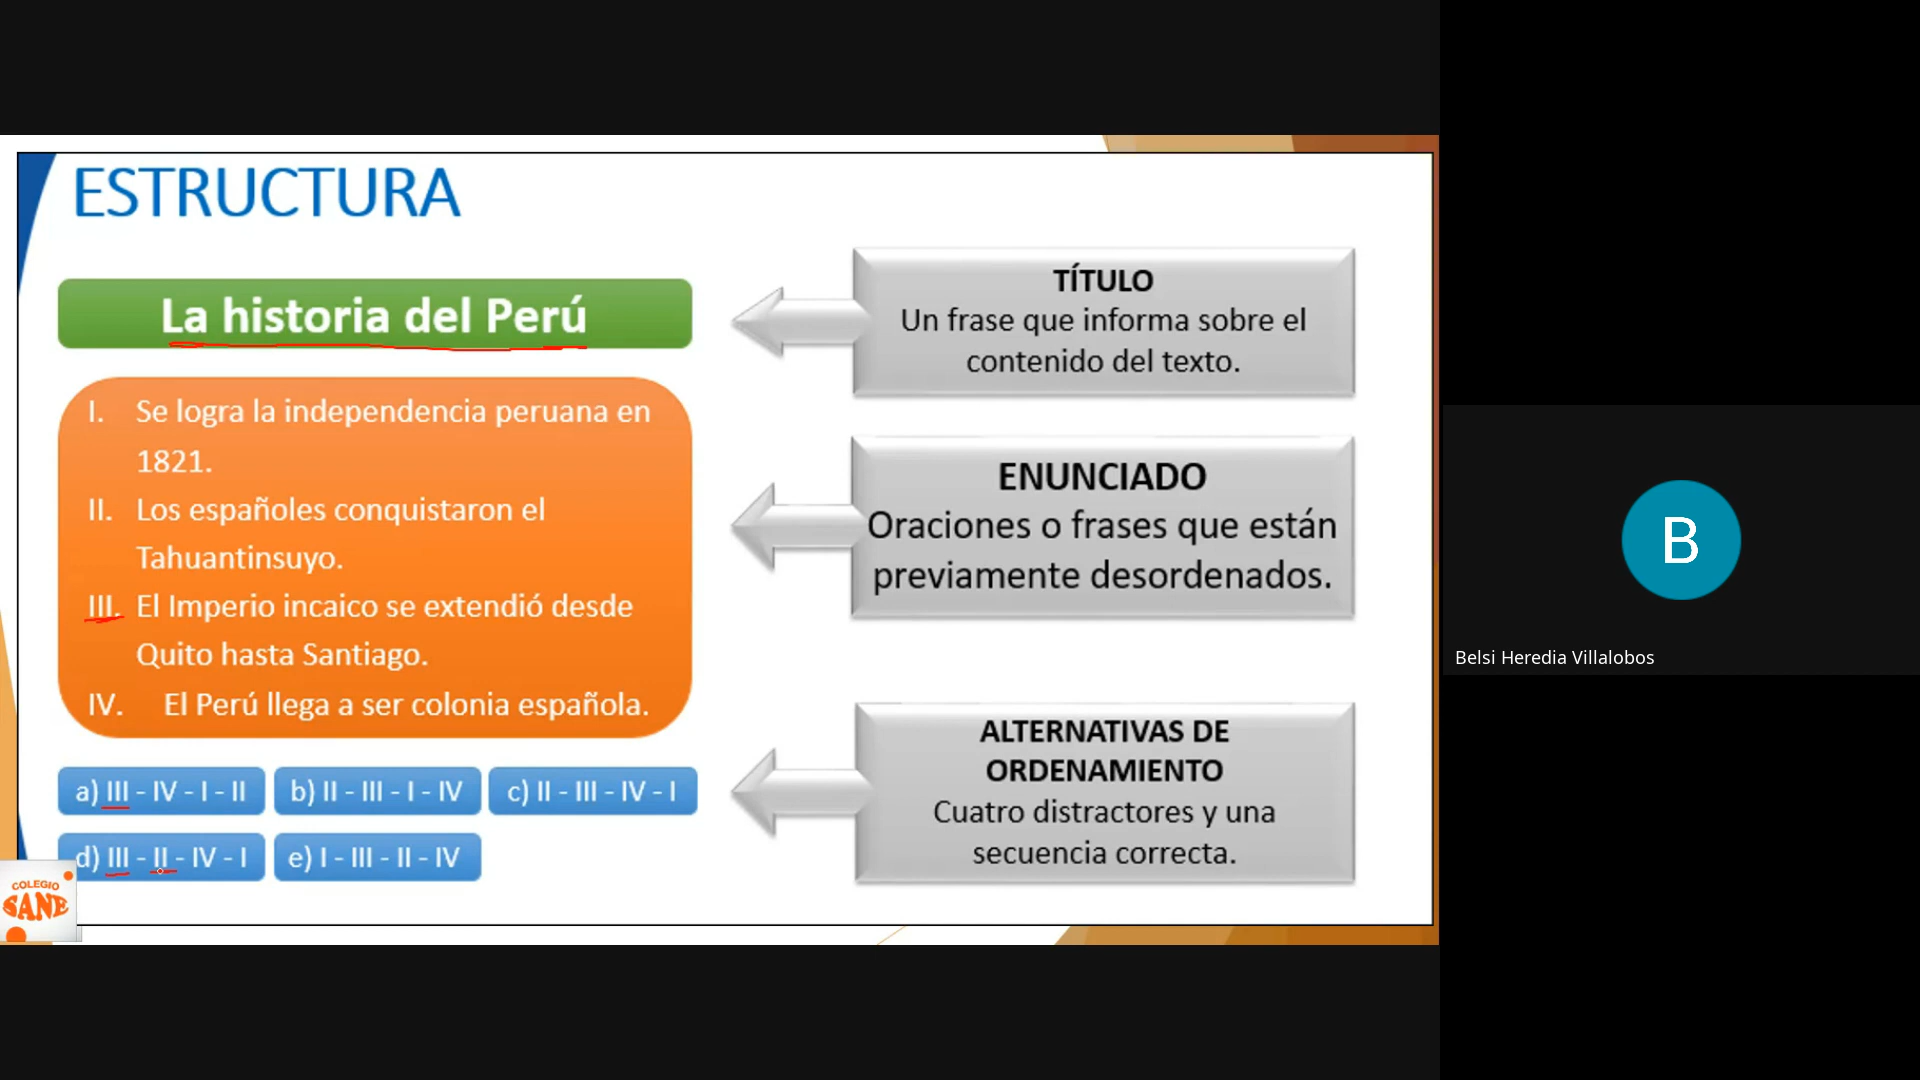 ESTRUCTURA
La historia del Perú
I. Se logra la independencia peruana en
1821.
II. Los españoles conquistaron el
Tahuantinsuyo.
III. El Imperio incaico se extendió desde
Quito hasta Santiago.
IV. El Perú llega a ser colonia española.
a) III - IV - I - II
b) II - III - I - IV
c) II - III - IV - I
d) III - II - IV - I
e) I - III - II - IV
TÍTULO
Un frase que informa sobre el
contenido del texto.
ENUNCIADO
Oraciones o frases que están
previamente desordenados.
ALTERNATIVAS DE
ORDENAMIENTO
Cuatro distractores y una
secuencia correcta.
COLEGIO
SANE
B
Belsi Heredia Villalobos